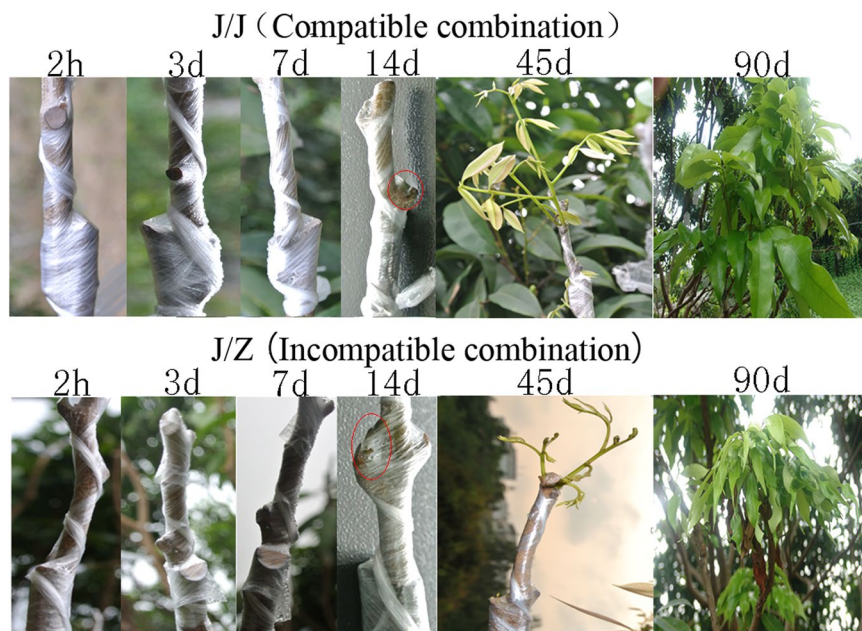 J/J（Compatible combination）
2h 3d 7d 14d 45d 90d
J/Z（Incompatible combination）
2h 3d 7d 14d 45d 90d